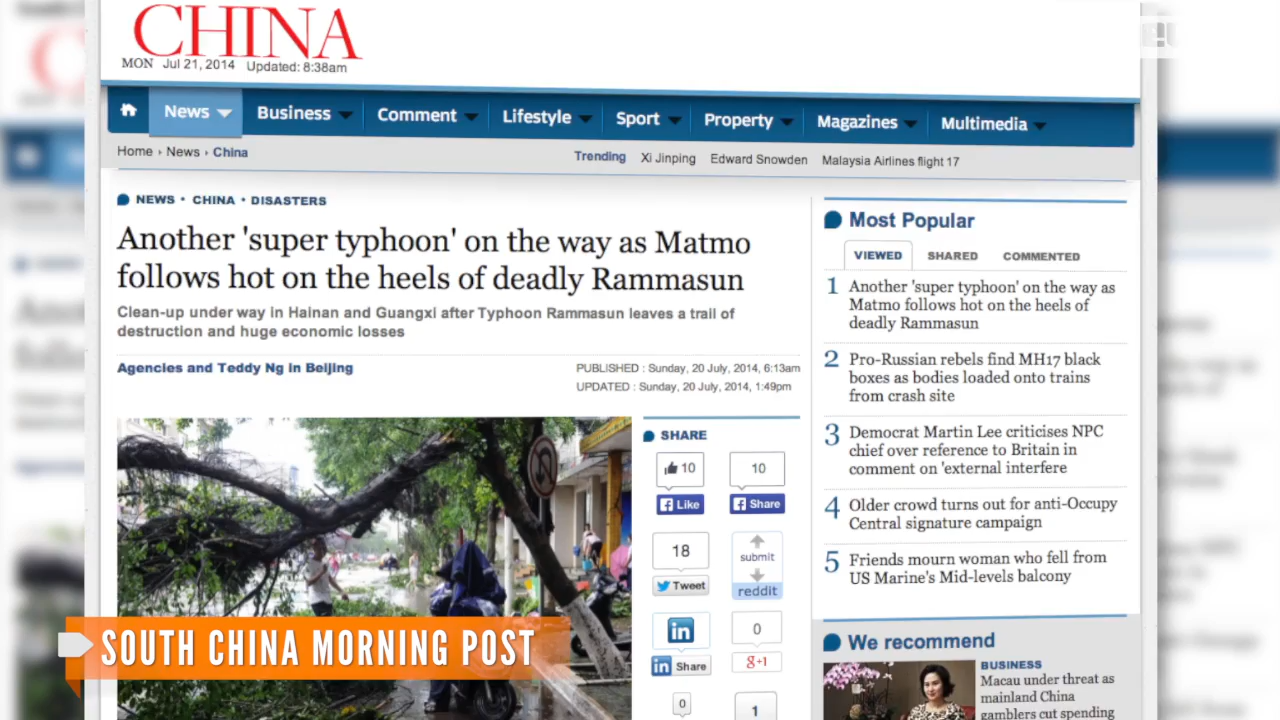 CHINA
MON Jul 21, 2014 Updated: 8:38am
News Business Comment Lifestyle Sport Property Magazines Multimedia
Home › News › China
Trending Xi Jinping Edward Snowden Malaysia Airlines flight 17
NEWS • CHINA • DISASTERS
Another 'super typhoon' on the way as Matmo
follows hot on the heels of deadly Rammasun
Clean-up under way in Hainan and Guangxi after Typhoon Rammasun leaves a trail of
destruction and huge economic losses
Agencies and Teddy Ng in Beijing
PUBLISHED : Sunday, 20 July, 2014, 6:13am
UPDATED : Sunday, 20 July, 2014, 1:49pm
SHARE
10 10
Like Share
18 submit
Tweet reddit
in 0
in Share g+1
0 1
Most Popular
VIEWED SHARED COMMENTED
1 Another 'super typhoon' on the way as
Matmo follows hot on the heels of
deadly Rammasun
2 Pro-Russian rebels find MH17 black
boxes as bodies loaded onto trains
from crash site
3 Democrat Martin Lee criticises NPC
chief over reference to Britain in
comment on 'external interfere
4 Older crowd turns out for anti-Occupy
Central signature campaign
5 Friends mourn woman who fell from
US Marine's Mid-levels balcony
We recommend
BUSINESS
Macau under threat as
mainland China
gamblers cut spending
SOUTH CHINA MORNING POST